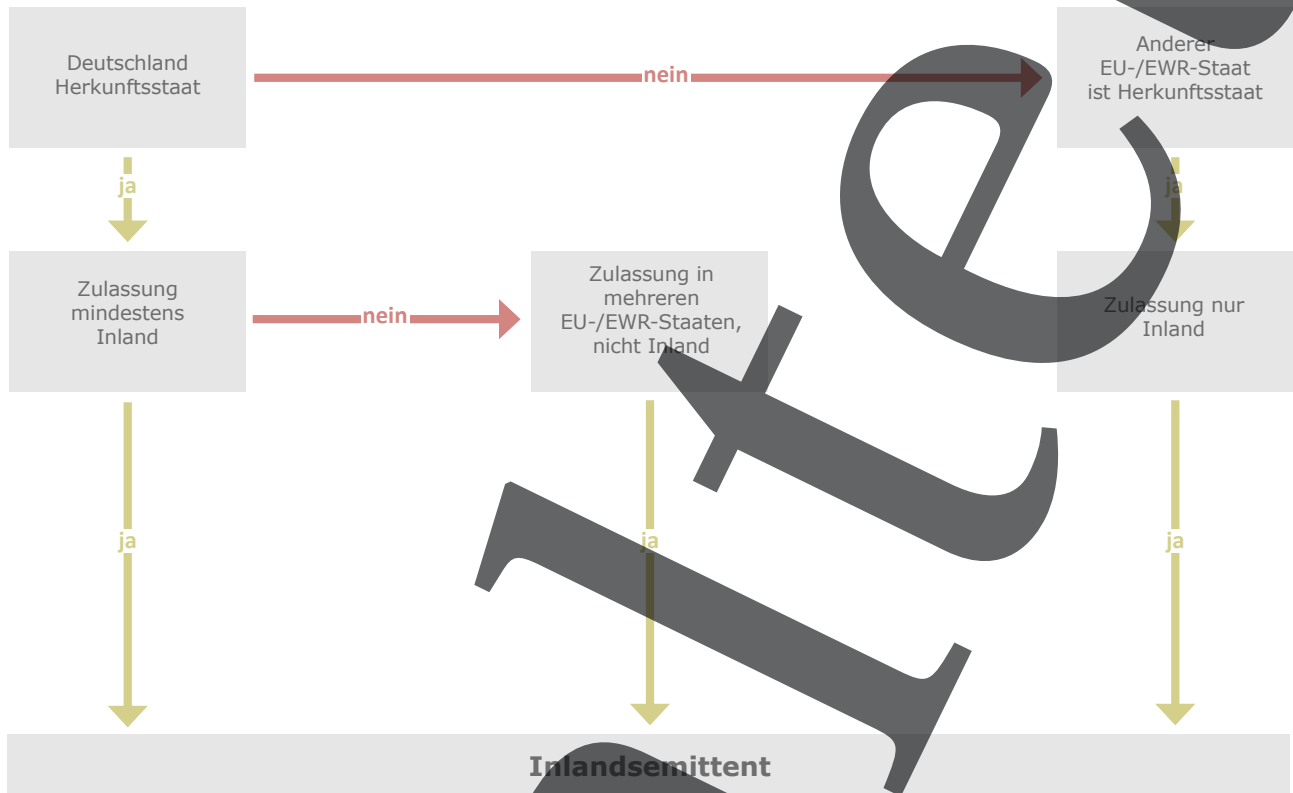 Deutschland
Herkunftsstaat
nein
Anderer
EU-/EWR-Staat
ist Herkunftsstaat
ja
ja
Zulassung
mindestens
Inland
nein
Zulassung in
mehreren
EU-/EWR-Staaten,
nicht Inland
Zulassung nur
Inland
ja
ja
ja
Inlandsemittent
lte